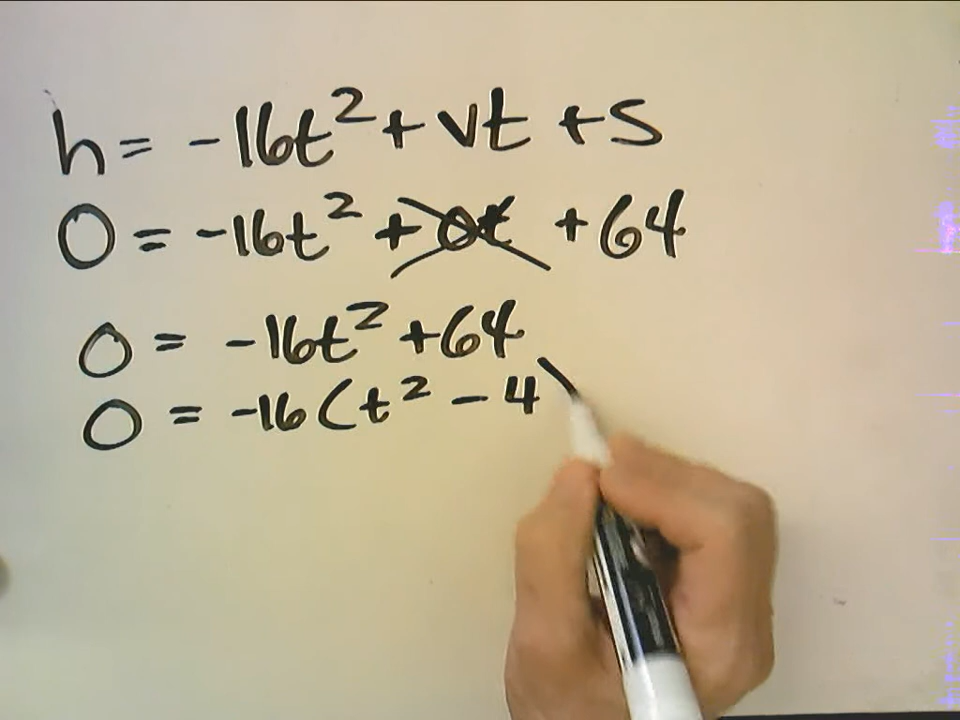 h = -16t² + vt + s
0 = -16t² + 0t + 64
0 = -16t² + 64
0 = -16(t² - 4